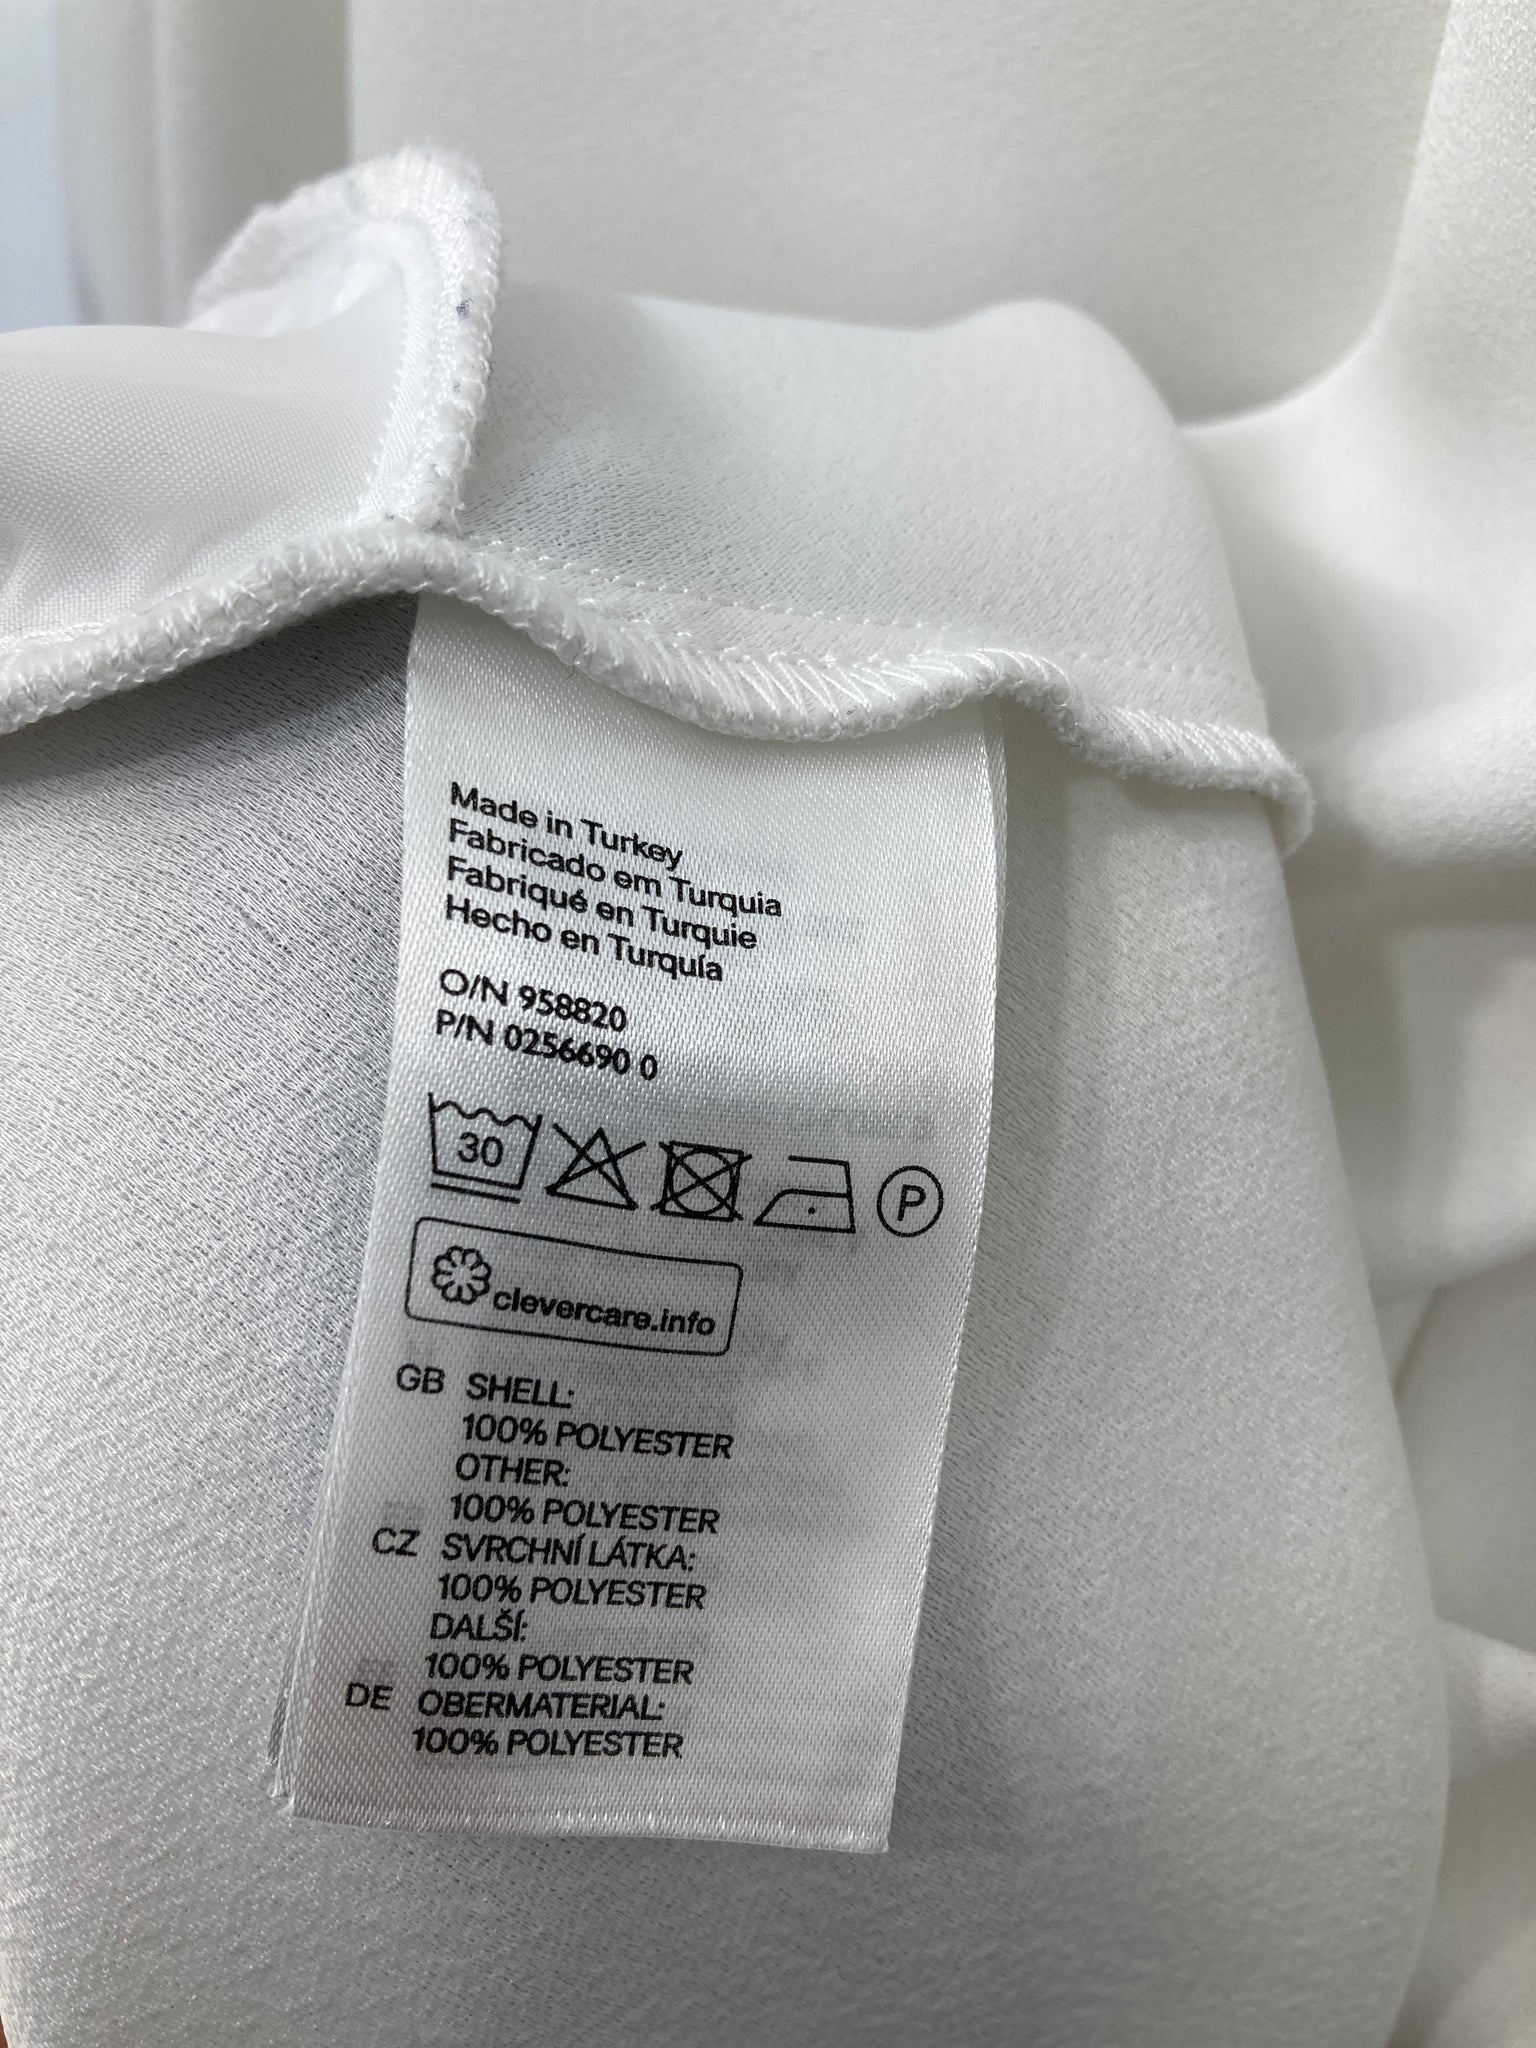 Made in Turkey
Fabricado em Turquia
Fabriqué en Turquie
Hecho en Turquía
O/N 958820
P/N 0256690 0
30
P
clevercare.info
GB SHELL:
100% POLYESTER
OTHER:
100% POLYESTER
CZ SVRCHNÍ LÁTKA:
100% POLYESTER
DALŠÍ:
100% POLYESTER
DE OBERMATERIAL:
100% POLYESTER